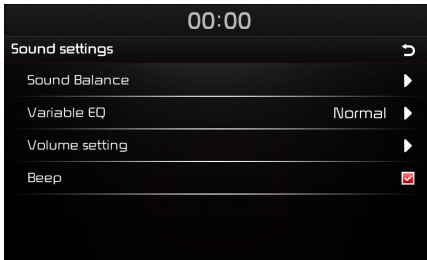 00:00
Sound settings
Sound Balance
Variable EQ Normal
Volume setting
Beep